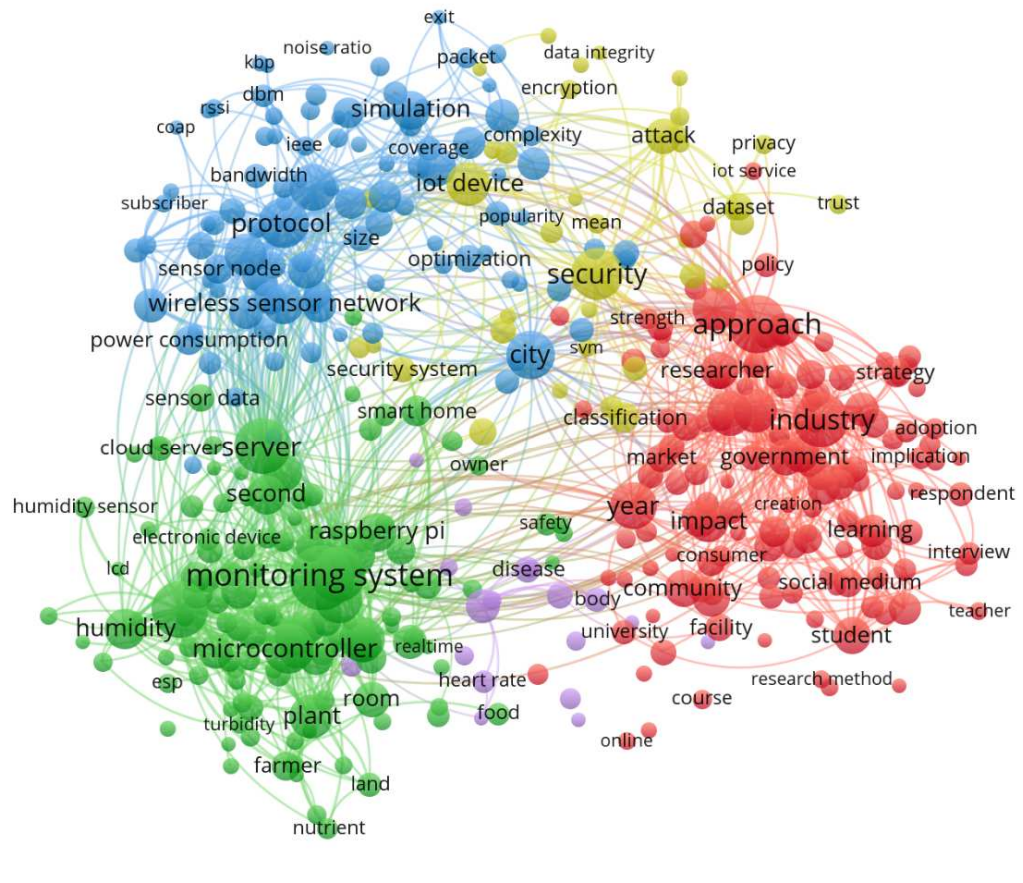 exit
noise ratio
data integrity
kbp
packet
encryption
dbm
rssi
simulation
coap
ieee
coverage
complexity
attack
privacy
bandwidth
iot device
iot service
subscriber
popularity
dataset
trust
protocol
size
mean
sensor node
optimization
security
policy
wireless sensor network
strength
approach
power consumption
city
svm
security system
researcher
strategy
sensor data
smart home
classification
industry
adoption
cloud server
server
owner
market
government
implication
humidity sensor
second
year
creation
respondent
electronic device
raspberry pi
safety
impact
learning
lcd
monitoring system
disease
consumer
interview
body
community
social medium
humidity
microcontroller
realtime
university
facility
student
teacher
esp
heart rate
research method
turbidity
plant
room
food
course
farmer
online
land
nutrient